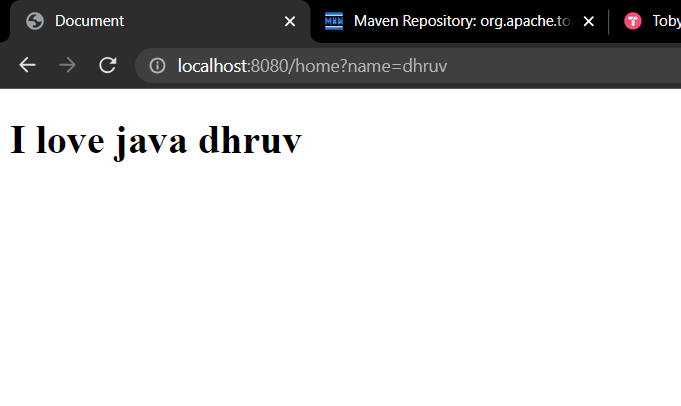 Document
Maven Repository: org.apache.to
Toby
localhost:8080/home?name=dhruv
I love java dhruv